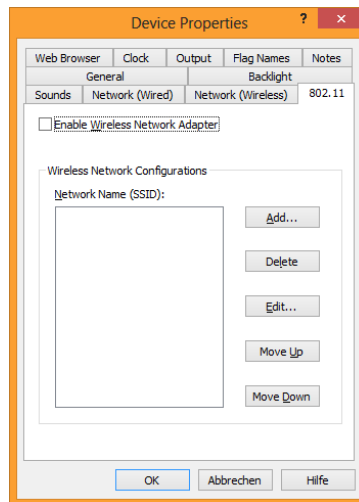 Device Properties ? ×
Web Browser Clock Output Flag Names Notes
General Backlight
Sounds Network (Wired) Network (Wireless) 802.11
Enable Wireless Network Adapter
Wireless Network Configurations
Network Name (SSID):
Add...
Delete
Edit...
Move Up
Move Down
OK Abbrechen Hilfe